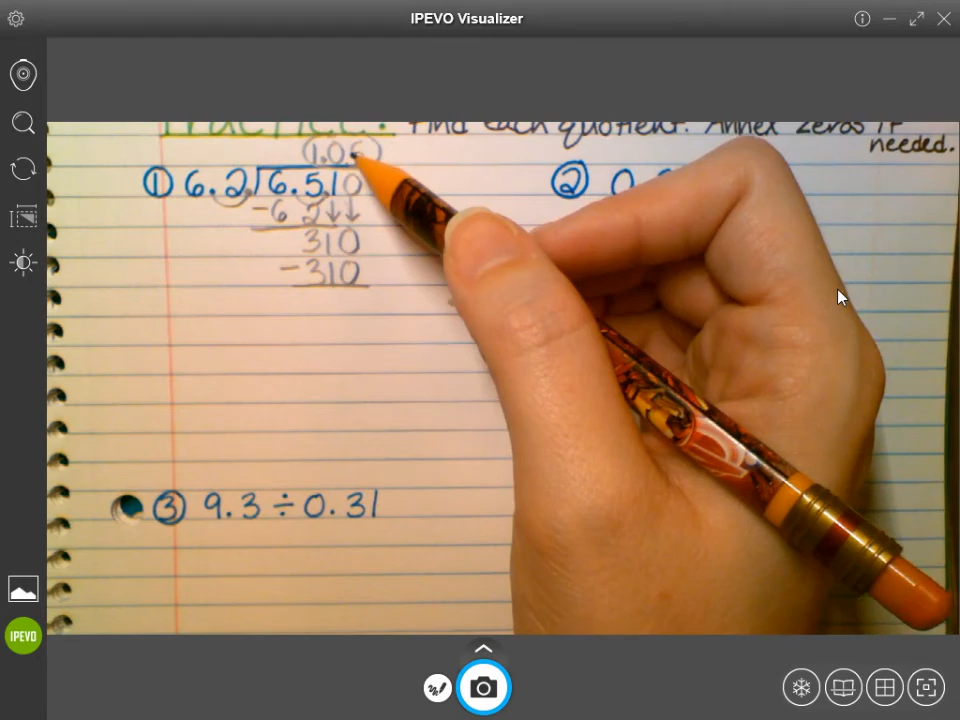 IPEVO Visualizer
Practice: Find each quotient. Annex zeros if
needed.
1.05
① 6.2 6.510
-6 2↓↓
310
-310
② 0.
③ 9.3 ÷ 0.31
IPEVO